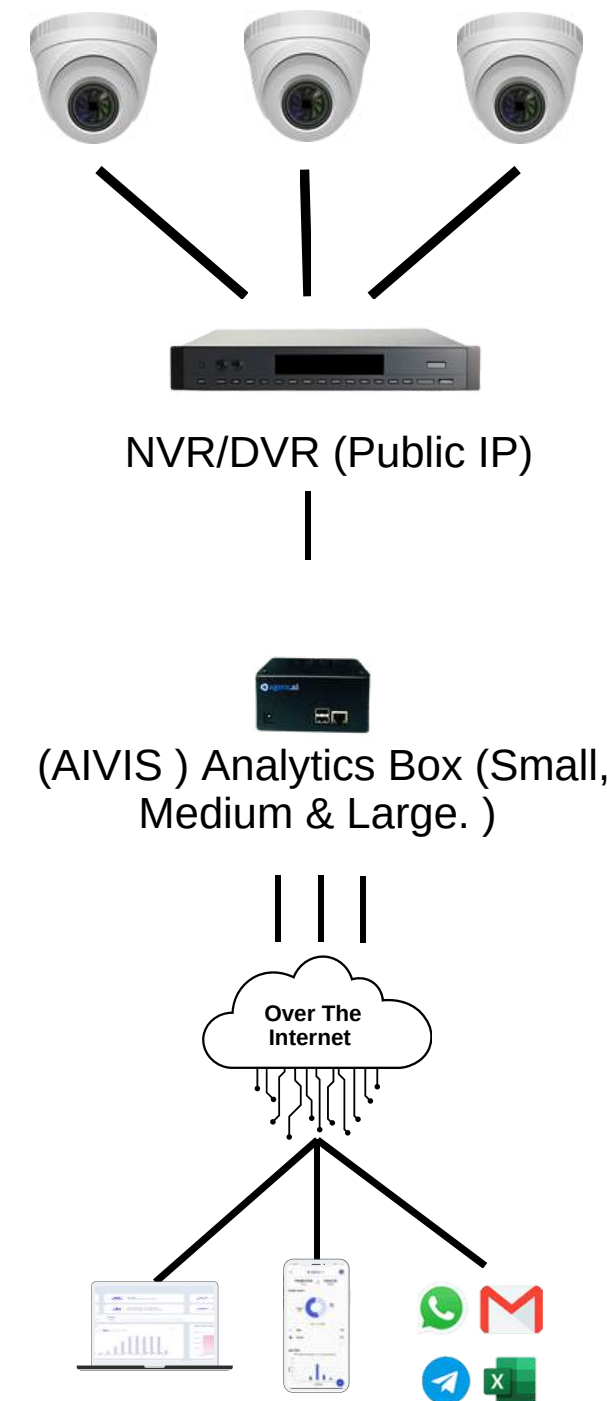 NVR/DVR (Public IP)
(AIVIS ) Analytics Box (Small,
Medium & Large. )
Over The
Internet